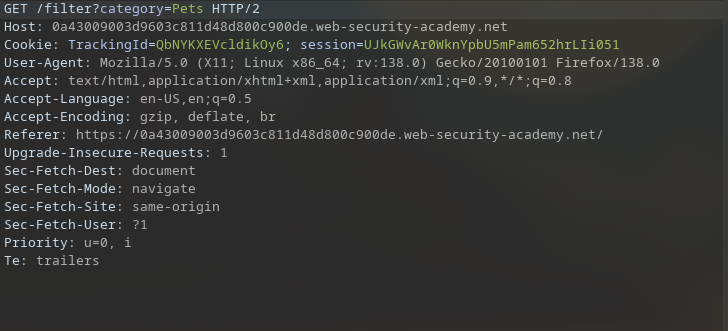 GET /filter?category=Pets HTTP/2
Host: 0a43009003d9603c811d48d800c900de.web-security-academy.net
Cookie: TrackingId=QbNYKXEVcldikOy6; session=UJkGWvAr0WknYpbU5mPam652hrLIi051
User-Agent: Mozilla/5.0 (X11; Linux x86_64; rv:138.0) Gecko/20100101 Firefox/138.0
Accept: text/html,application/xhtml+xml,application/xml;q=0.9,*/*;q=0.8
Accept-Language: en-US,en;q=0.5
Accept-Encoding: gzip, deflate, br
Referer: https://0a43009003d9603c811d48d800c900de.web-security-academy.net/
Upgrade-Insecure-Requests: 1
Sec-Fetch-Dest: document
Sec-Fetch-Mode: navigate
Sec-Fetch-Site: same-origin
Sec-Fetch-User: ?1
Priority: u=0, i
Te: trailers